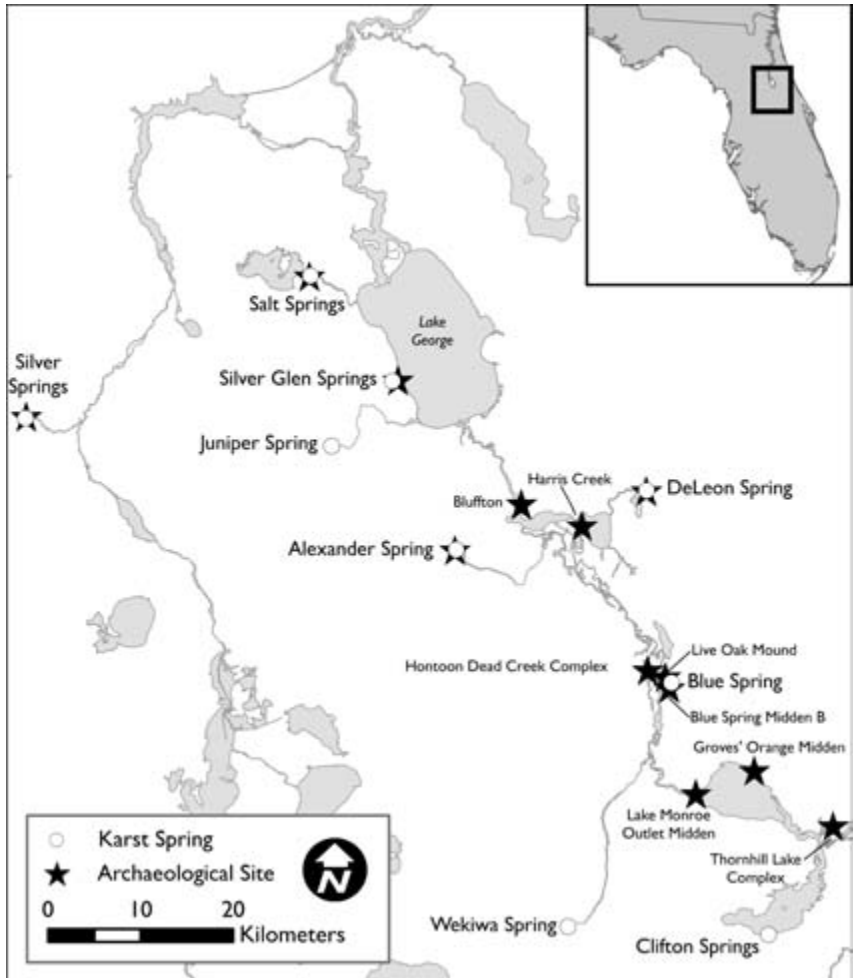 Salt Springs
Lake
George
Silver
Springs
Silver Glen Springs
Juniper Spring
Harris Creek
DeLeon Spring
Bluffton
Alexander Spring
Live Oak Mound
Hontoon Dead Creek Complex
Blue Spring
Blue Spring Midden B
Groves' Orange Midden
Lake Monroe
Outlet Midden
Thornhill Lake
Complex
Wekiwa Spring
Clifton Springs
Karst Spring
Archaeological Site
N
0 10 20
Kilometers